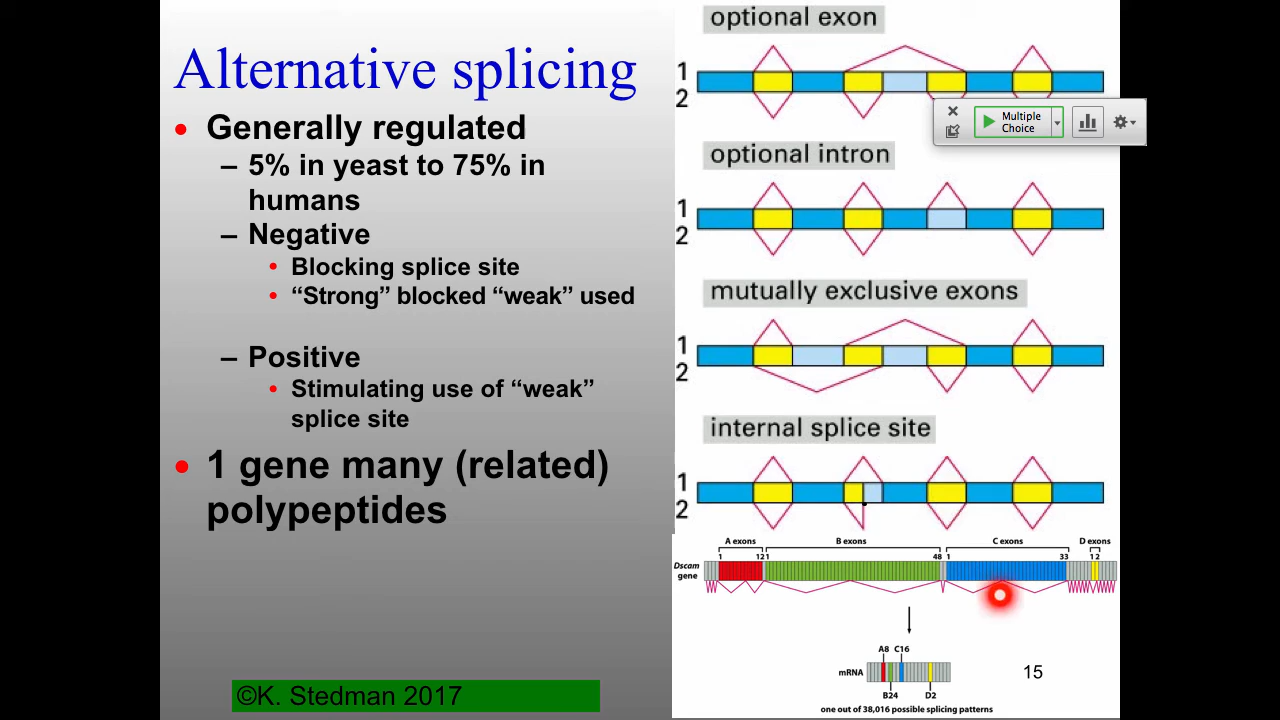 Alternative splicing
• Generally regulated
– 5% in yeast to 75% in
humans
– Negative
• Blocking splice site
• “Strong” blocked “weak” used
– Positive
• Stimulating use of “weak”
splice site
• 1 gene many (related)
polypeptides
©K. Stedman 2017
optional exon
1
2
Multiple
Choice
optional intron
1
2
mutually exclusive exons
1
2
internal splice site
1
2
A exons B exons C exons D exons
1 12 1 48 1 33 1 2
Dscam
gene
A8 C16
mRNA
B24 D2
15
one out of 38,016 possible splicing patterns